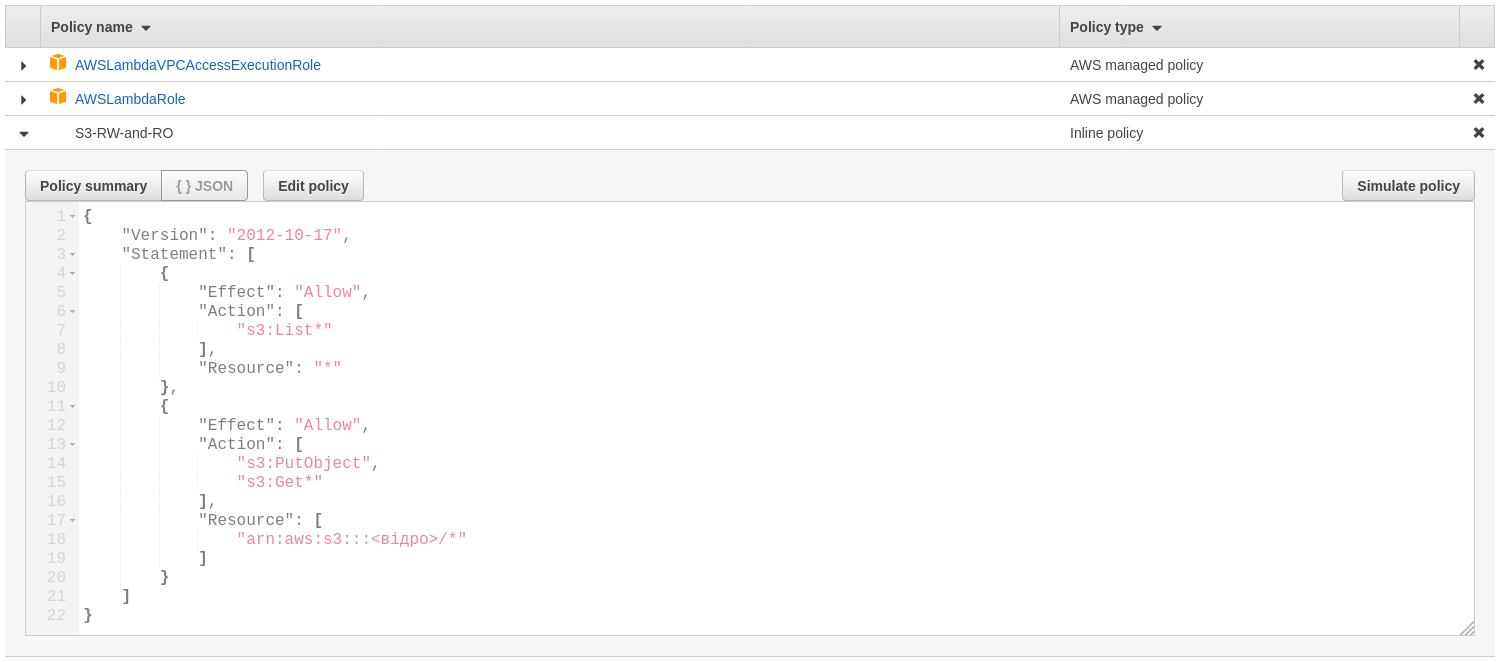 Policy name Policy type
AWSLambdaVPCAccessExecutionRole AWS managed policy
AWSLambdaRole AWS managed policy
S3-RW-and-RO Inline policy
Policy summary { } JSON Edit policy Simulate policy
1 {
2 "Version": "2012-10-17",
3 "Statement": [
4 {
5 "Effect": "Allow",
6 "Action": [
7 "s3:List*"
8 ],
9 "Resource": "*"
10 },
11 {
12 "Effect": "Allow",
13 "Action": [
14 "s3:PutObject",
15 "s3:Get*"
16 ],
17 "Resource": [
18 "arn:aws:s3:::<відро>/*"
19 ]
20 }
21 ]
22 }